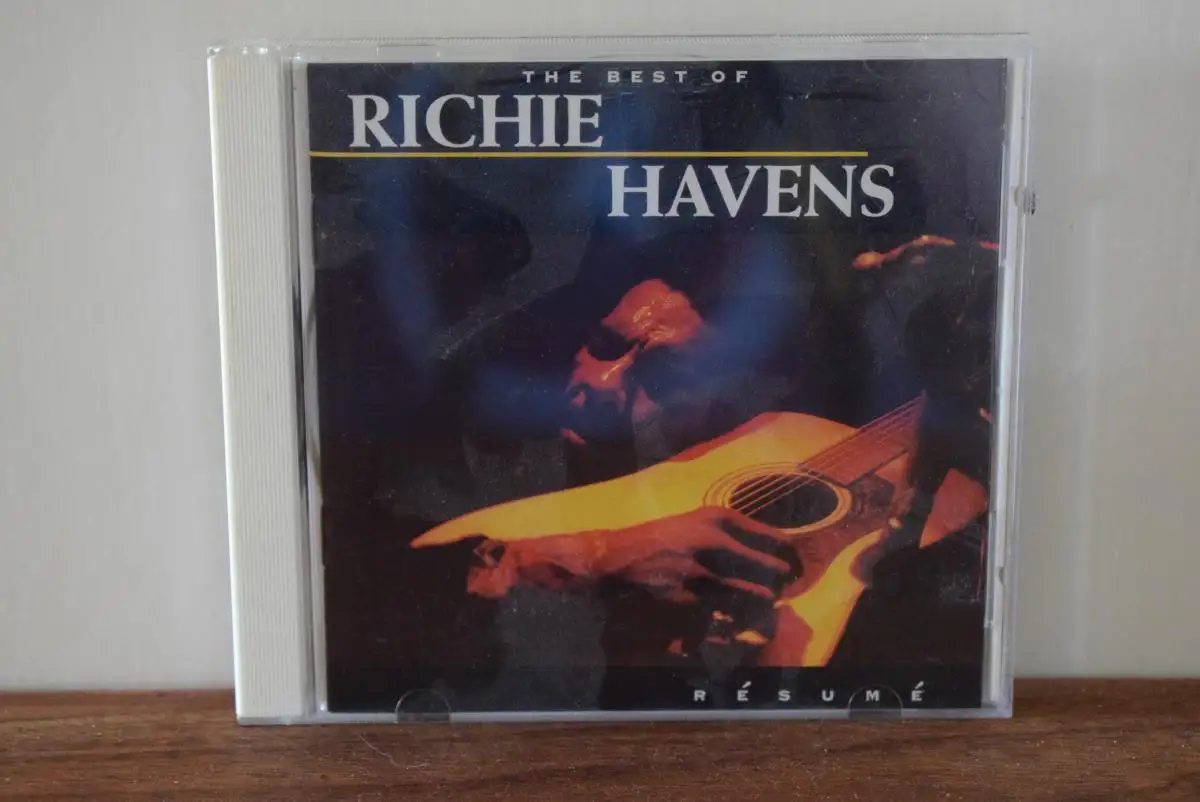 THE BEST OF
RICHIE
HAVENS
RÉSUMÉ